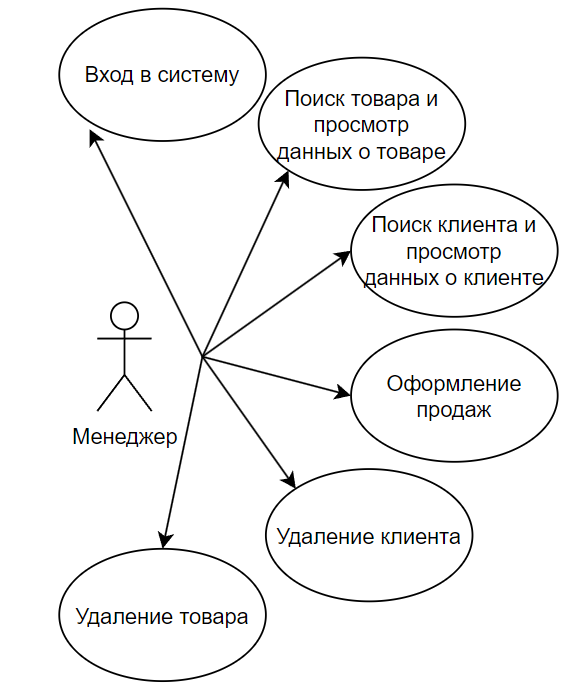 Вход в систему
Поиск товара и
просмотр
данных о товаре
Поиск клиента и
просмотр
данных о клиенте
Оформление
продаж
Менеджер
Удаление клиента
Удаление товара